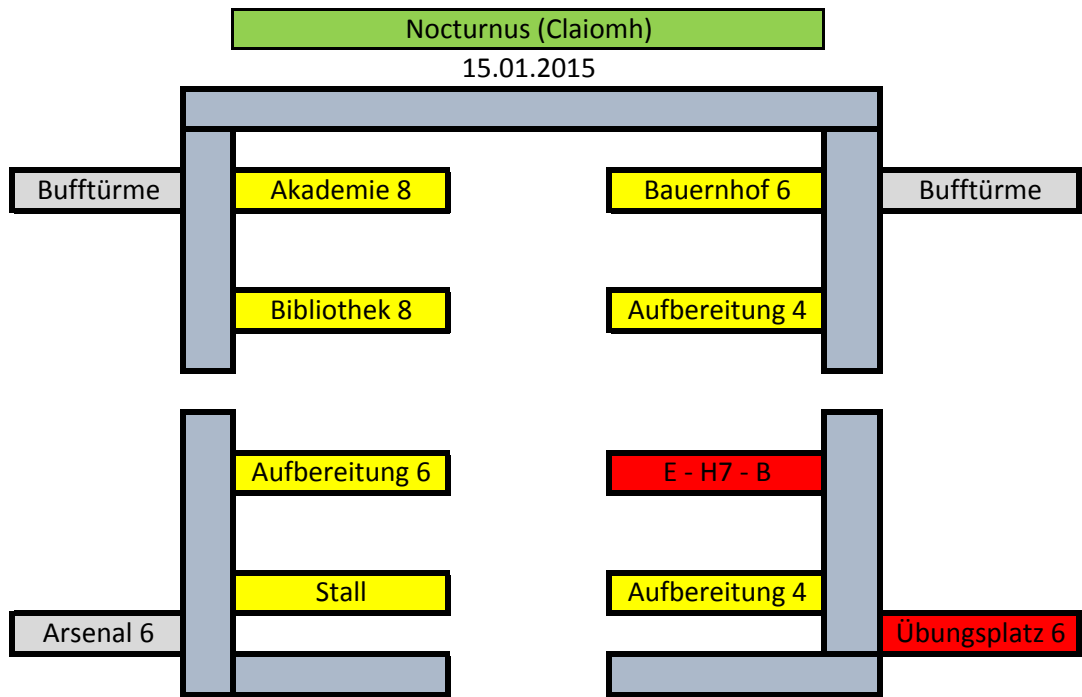 Nocturnus (Claiomh)
15.01.2015
Bufftürme Akademie 8 Bauernhof 6 Bufftürme
Bibliothek 8 Aufbereitung 4
Aufbereitung 6 E - H7 - B
Stall Aufbereitung 4
Arsenal 6 Übungsplatz 6